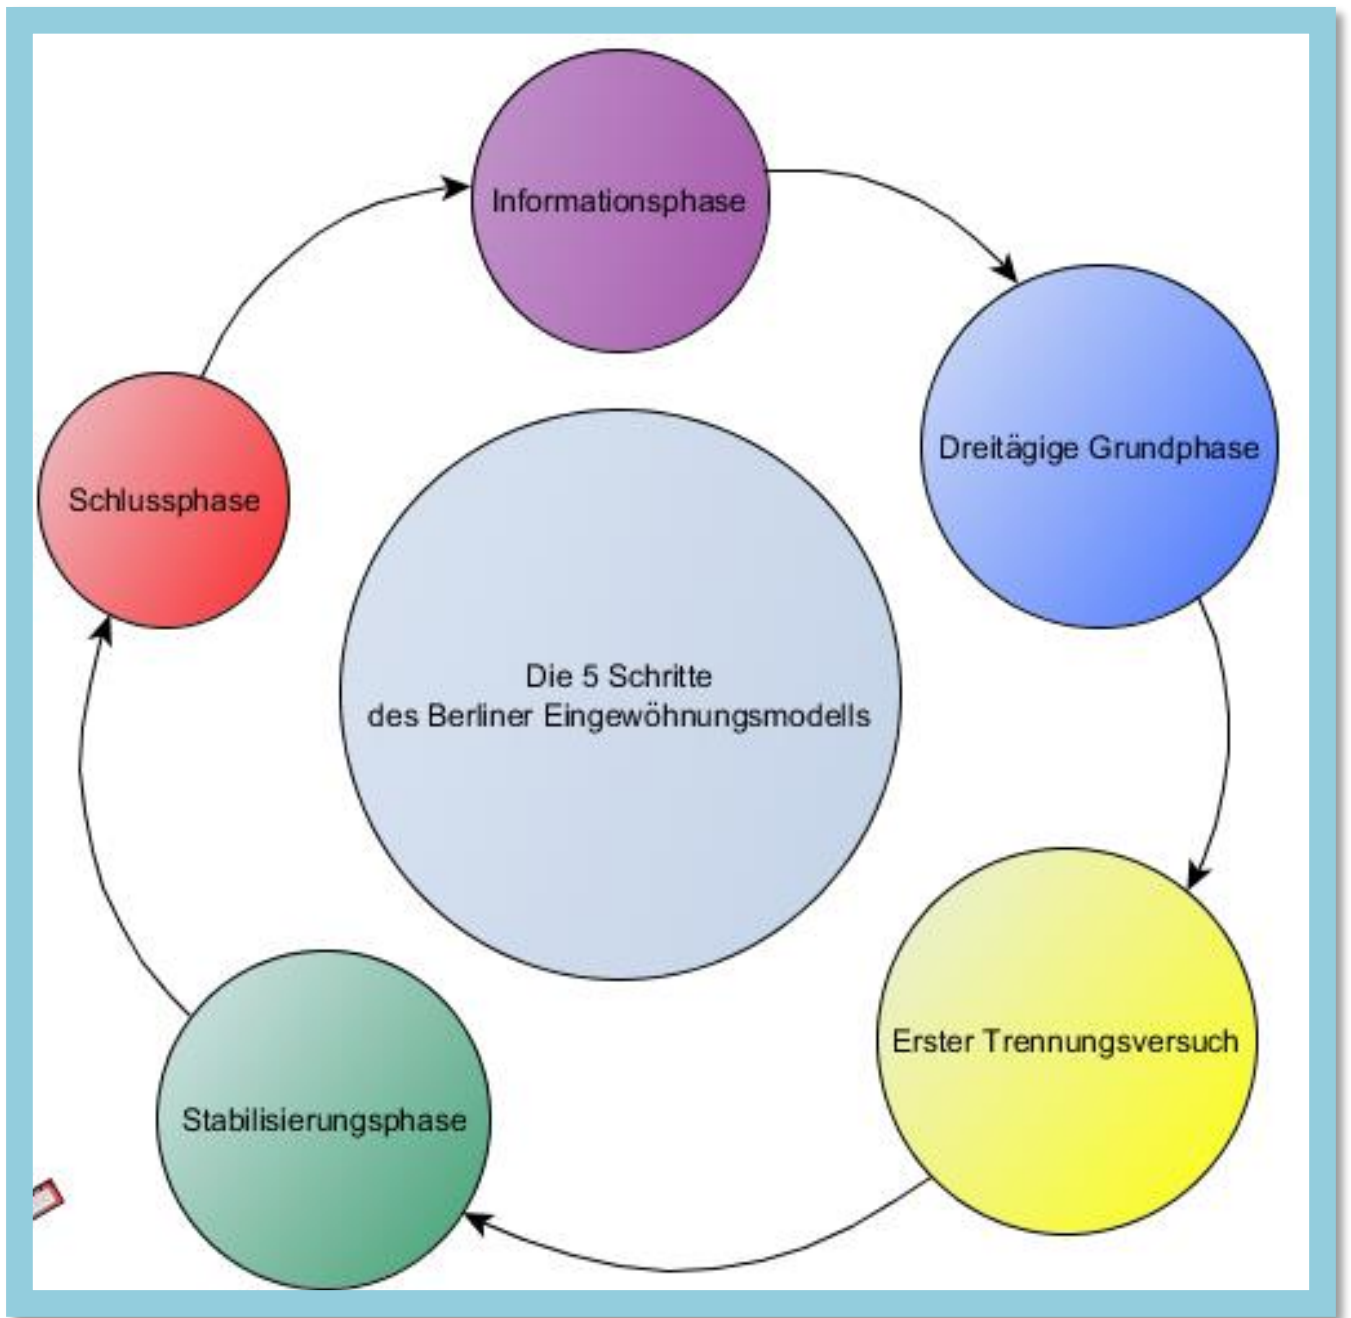 Informationsphase
Dreitägige Grundphase
Schlussphase
Die 5 Schritte
des Berliner Eingewöhnungsmodells
Erster Trennungsversuch
Stabilisierungsphase